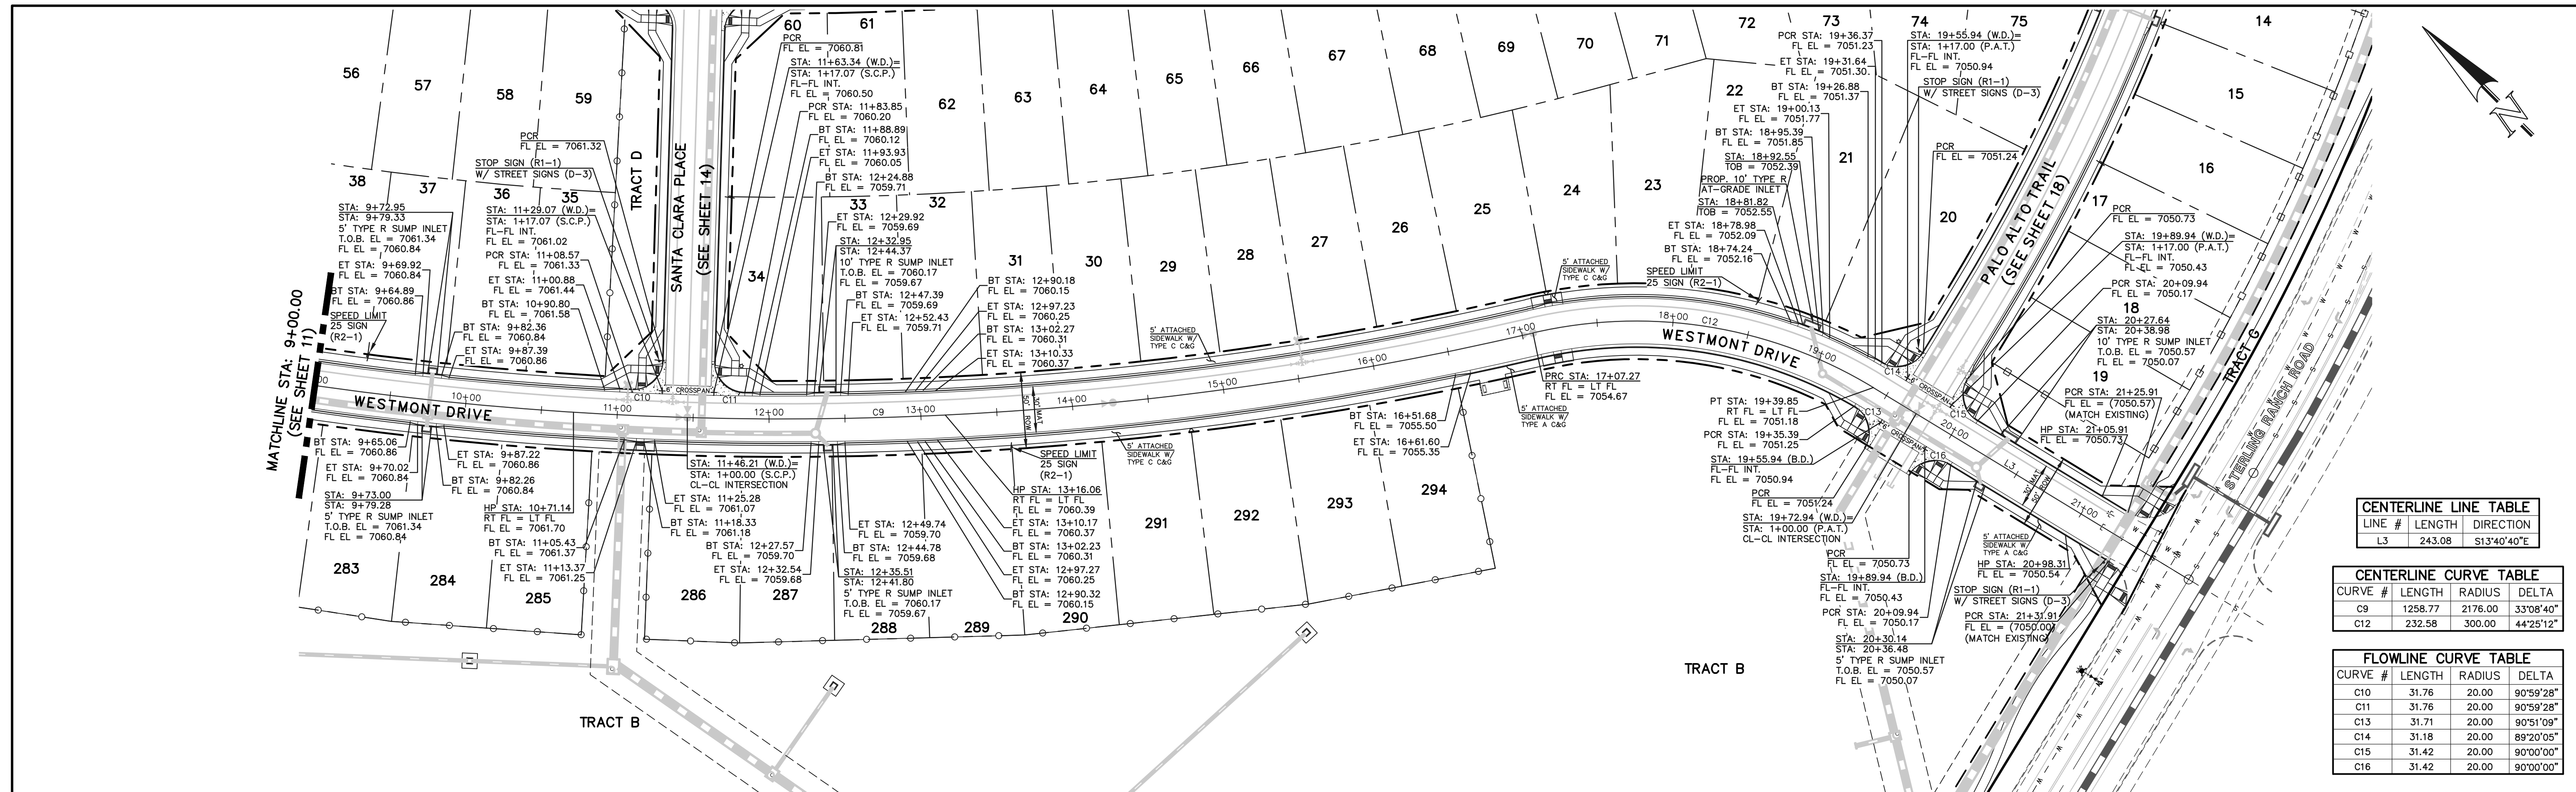 56
57
58
59
60
61
62
63
64
65
66
67
68
69
70
71
72
73
74
75
14
15
16
17
18
19
20
21
22
23
24
25
26
27
28
29
30
31
32
33
34
35
36
37
38
TRACT D
SANTA CLARA PLACE
(SEE SHEET 14)
PCR
FL EL = 7060.81
STA: 11+63.34 (W.D.)=
STA: 1+17.07 (S.C.P.)
FL-FL INT.
FL EL = 7060.50
PCR STA: 11+83.85
FL EL = 7060.20
BT STA: 11+88.89
FL EL = 7060.12
ET STA: 11+93.93
FL EL = 7060.05
BT STA: 12+24.88
FL EL = 7059.71
ET STA: 12+29.92
FL EL = 7059.69
STA: 12+32.95
STA: 12+44.37
10' TYPE R SUMP INLET
T.O.B. EL = 7060.17
FL EL = 7059.67
BT STA: 12+47.39
FL EL = 7059.69
ET STA: 12+52.43
FL EL = 7059.71
BT STA: 12+90.18
FL EL = 7060.15
ET STA: 12+97.23
FL EL = 7060.25
BT STA: 13+02.27
FL EL = 7060.31
ET STA: 13+10.33
FL EL = 7060.37
PCR
FL EL = 7061.32
STOP SIGN (R1-1)
W/ STREET SIGNS (D-3)
STA: 11+29.07 (W.D.)=
STA: 1+17.07 (S.C.P.)
FL-FL INT.
FL EL = 7061.02
PCR STA: 11+08.57
FL EL = 7061.33
ET STA: 11+00.88
FL EL = 7061.44
BT STA: 10+90.80
FL EL = 7061.58
BT STA: 9+82.36
FL EL = 7060.84
ET STA: 9+87.39
FL EL = 7060.86
STA: 9+72.95
STA: 9+79.33
5' TYPE R SUMP INLET
T.O.B. EL = 7061.34
FL EL = 7060.84
ET STA: 9+69.92
FL EL = 7060.84
BT STA: 9+64.89
FL EL = 7060.86
SPEED LIMIT
25 SIGN
(R2-1)
MATCHLINE STA: 9+00.00
(SEE SHEET 11)
WESTMONT DRIVE
00
10+00
11+00
12+00
13+00
14+00
15+00
16+00
17+00
18+00
19+00
20+00
21+00
C10
6' CROSSPAN
C11
C9
C12
30' MAT
50' ROW
5' ATTACHED
SIDEWALK W/
TYPE C C&G
5' ATTACHED
SIDEWALK W/
TYPE C C&G
SPEED LIMIT
25 SIGN (R2-1)
WESTMONT DRIVE
PCR STA: 19+36.37
FL EL = 7051.23
ET STA: 19+31.64
FL EL = 7051.30
BT STA: 19+26.88
FL EL = 7051.37
ET STA: 19+00.13
FL EL = 7051.77
BT STA: 18+95.39
FL EL = 7051.85
STA: 18+92.55
TOB = 7052.39
PROP. 10' TYPE R
AT-GRADE INLET
STA: 18+81.82
TOB = 7052.55
ET STA: 18+78.98
FL EL = 7052.09
BT STA: 18+74.24
FL EL = 7052.16
STA: 19+55.94 (W.D.)=
STA: 1+17.00 (P.A.T.)
FL-FL INT.
FL EL = 7050.94
STOP SIGN (R1-1)
W/ STREET SIGNS (D-3)
PCR
FL EL = 7051.24
PALO ALTO TRAIL
(SEE SHEET 18)
PCR
FL EL = 7050.73
STA: 19+89.94 (W.D.)=
STA: 1+17.00 (P.A.T.)
FL-FL INT.
FL EL = 7050.43
PCR STA: 20+09.94
FL EL = 7050.17
STA: 20+27.64
STA: 20+38.98
10' TYPE R SUMP INLET
T.O.B. EL = 7050.57
FL EL = 7050.07
PCR STA: 21+25.91
FL EL = (7050.57)
(MATCH EXISTING)
HP STA: 21+05.91
FL EL = 7050.73
TRACT G
STERLING RANCH ROAD
N
BT STA: 9+65.06
FL EL = 7060.86
ET STA: 9+70.02
FL EL = 7060.84
STA: 9+73.00
STA: 9+79.28
5' TYPE R SUMP INLET
T.O.B. EL = 7061.34
FL EL = 7060.84
ET STA: 9+87.22
FL EL = 7060.86
BT STA: 9+82.26
FL EL = 7060.84
HP STA: 10+71.14
RT FL = LT FL
FL EL = 7061.70
BT STA: 11+05.43
FL EL = 7061.37
ET STA: 11+13.37
FL EL = 7061.25
STA: 11+46.21 (W.D.)=
STA: 1+00.00 (S.C.P.)
CL-CL INTERSECTION
ET STA: 11+25.28
FL EL = 7061.07
BT STA: 11+18.33
FL EL = 7061.18
BT STA: 12+27.57
FL EL = 7059.70
ET STA: 12+32.54
FL EL = 7059.68
ET STA: 12+49.74
FL EL = 7059.70
BT STA: 12+44.78
FL EL = 7059.68
STA: 12+35.51
STA: 12+41.80
5' TYPE R SUMP INLET
T.O.B. EL = 7060.17
FL EL = 7059.67
SPEED LIMIT
25 SIGN
(R2-1)
HP STA: 13+16.06
RT FL = LT FL
FL EL = 7060.39
ET STA: 13+10.17
FL EL = 7060.37
BT STA: 13+02.23
FL EL = 7060.31
ET STA: 12+97.27
FL EL = 7060.25
BT STA: 12+90.32
FL EL = 7060.15
5' ATTACHED
SIDEWALK W/
TYPE C C&G
BT STA: 16+51.68
FL EL = 7055.50
ET STA: 16+61.60
FL EL = 7055.35
5' ATTACHED
SIDEWALK W/
TYPE A C&G
PRC STA: 17+07.27
RT FL = LT FL
FL EL = 7054.67
PT STA: 19+39.85
RT FL = LT FL
FL EL = 7051.18
PCR STA: 19+35.39
FL EL = 7051.25
STA: 19+55.94 (B.D.)
FL-FL INT.
FL EL = 7050.94
PCR
FL EL = 7051.24
STA: 19+72.94 (W.D.)=
STA: 1+00.00 (P.A.T.)
CL-CL INTERSECTION
PCR
FL EL = 7050.73
STA: 19+89.94 (B.D.)
FL-FL INT.
FL EL = 7050.43
PCR STA: 20+09.94
FL EL = 7050.17
STA: 20+30.14
STA: 20+36.48
5' TYPE R SUMP INLET
T.O.B. EL = 7050.57
FL EL = 7050.07
C13
C14
6' CROSSPAN
C15
6' CROSSPAN
C16
L3
30' MAT
50' ROW
5' ATTACHED
SIDEWALK W/
TYPE A C&G
HP STA: 20+98.31
FL EL = 7050.54
STOP SIGN (R1-1)
W/ STREET SIGNS (D-3)
PCR STA: 21+31.91
FL EL = (7050.00)
(MATCH EXISTING)
283
284
285
286
287
288
289
290
291
292
293
294
TRACT B
TRACT B
CENTERLINE LINE TABLE
LINE # LENGTH DIRECTION
L3 243.08 S13°40'40"E
CENTERLINE CURVE TABLE
CURVE # LENGTH RADIUS DELTA
C9 1258.77 2176.00 33°08'40"
C12 232.58 300.00 44°25'12"
FLOWLINE CURVE TABLE
CURVE # LENGTH RADIUS DELTA
C10 31.76 20.00 90°59'28"
C11 31.76 20.00 90°59'28"
C13 31.71 20.00 90°51'09"
C14 31.18 20.00 89°20'05"
C15 31.42 20.00 90°00'00"
C16 31.42 20.00 90°00'00"